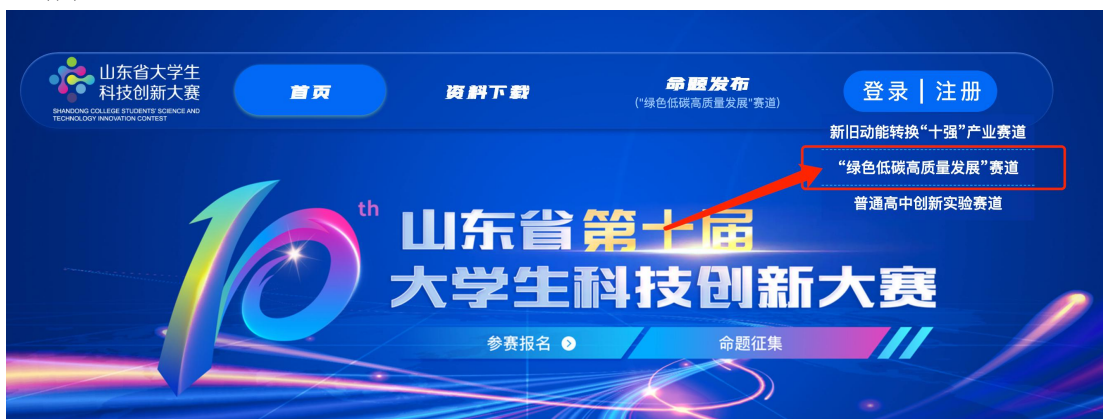 山东省大学生
科技创新大赛
SHANDONG COLLEGE STUDENTS' SCIENCE AND
TECHNOLOGY INNOVATION CONTEST
首页
资料下载
命题发布
("绿色低碳高质量发展"赛道)
登录 | 注册
新旧动能转换“十强”产业赛道
“绿色低碳高质量发展”赛道
普通高中创新实验赛道
10th
山东省第十届
大学生科技创新大赛
参赛报名
命题征集